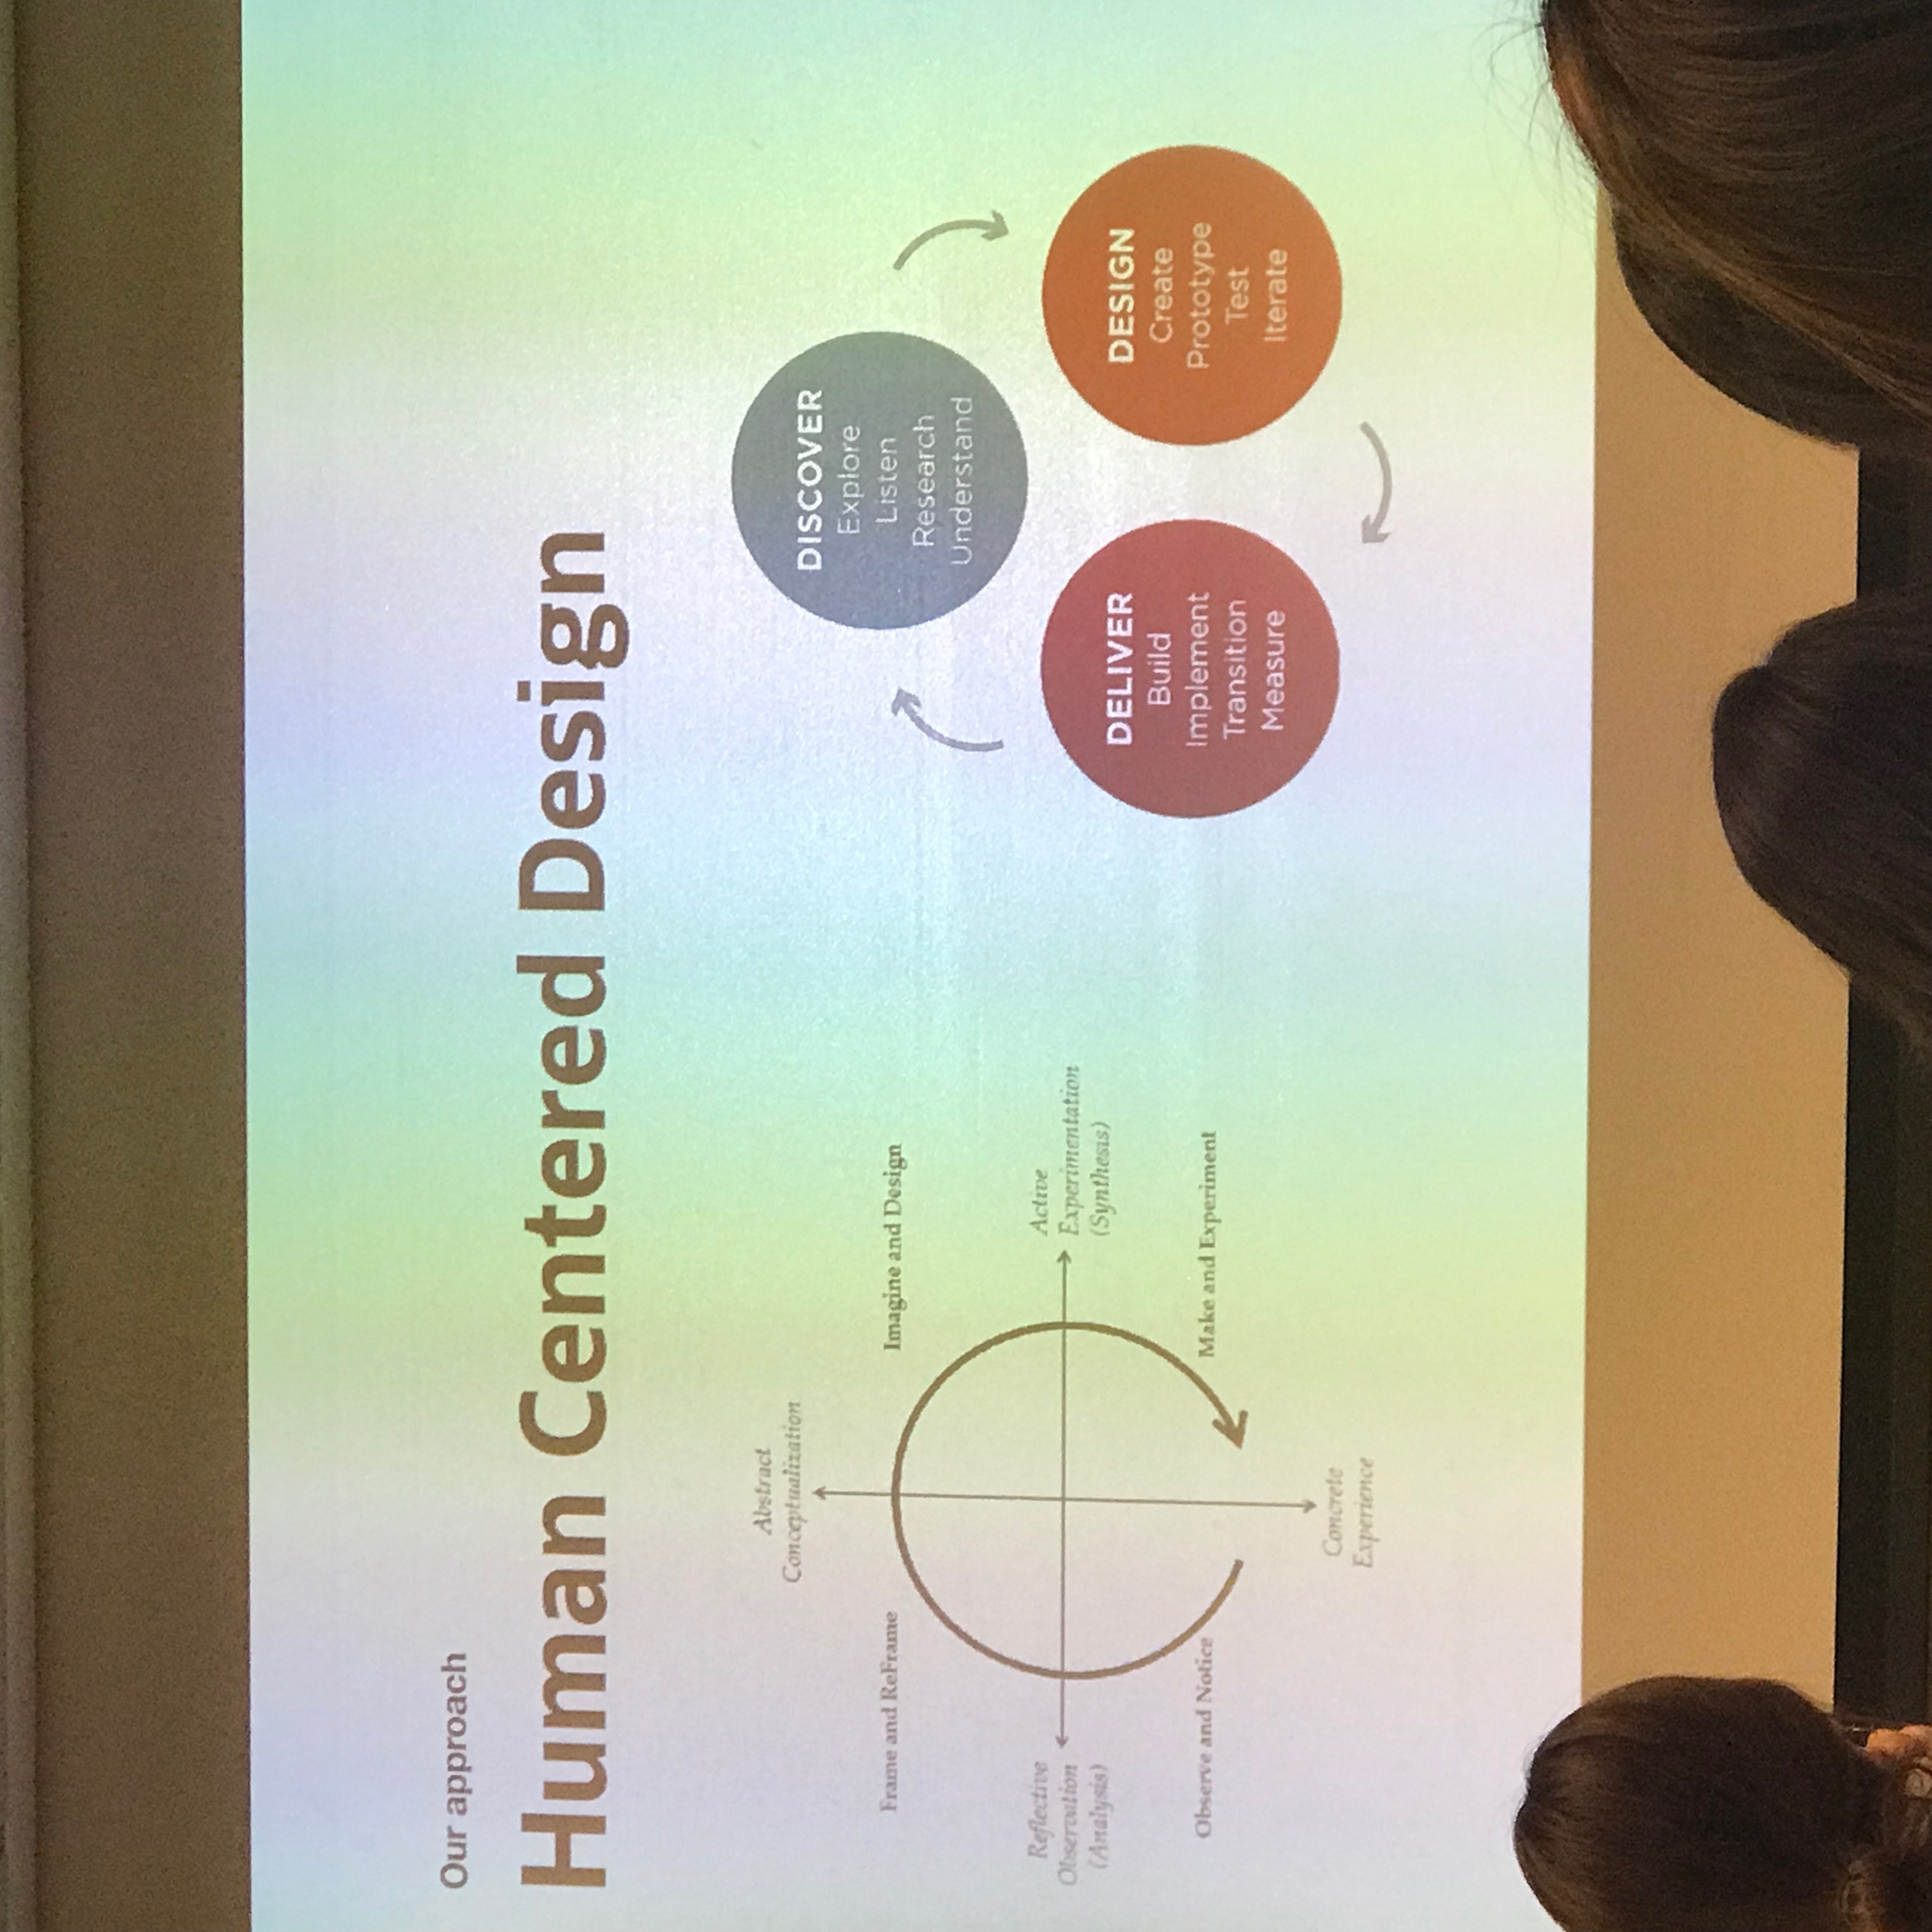 Our approach
Human Centered Design
Abstract
Conceptualization
Frame and ReFrame
Imagine and Design
Reflective
Observation
(Analysis)
Active
Experimentation
(Synthesis)
Observe and Notice
Make and Experiment
Concrete
Experience
DISCOVER
Explore
Listen
Research
Understand
DELIVER
Build
Implement
Transition
Measure
DESIGN
Create
Prototype
Test
Iterate